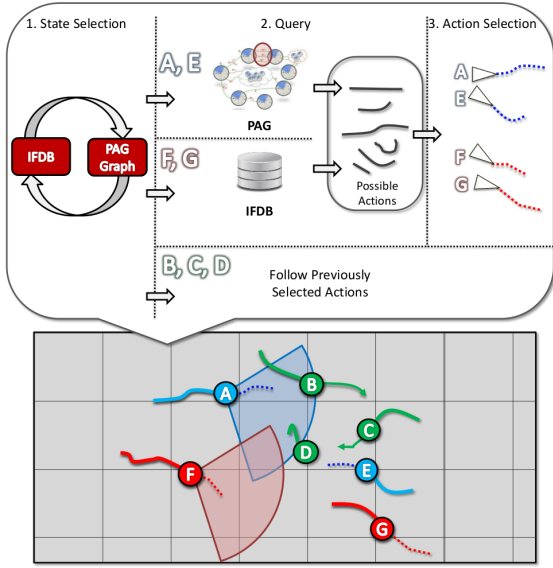 1. State Selection
2. Query
3. Action Selection
A, E
PAG
IFDB
PAG
Graph
F, G
IFDB
Possible
Actions
A
E
F
G
B, C, D
Follow Previously
Selected Actions
A
B
C
D
E
F
G